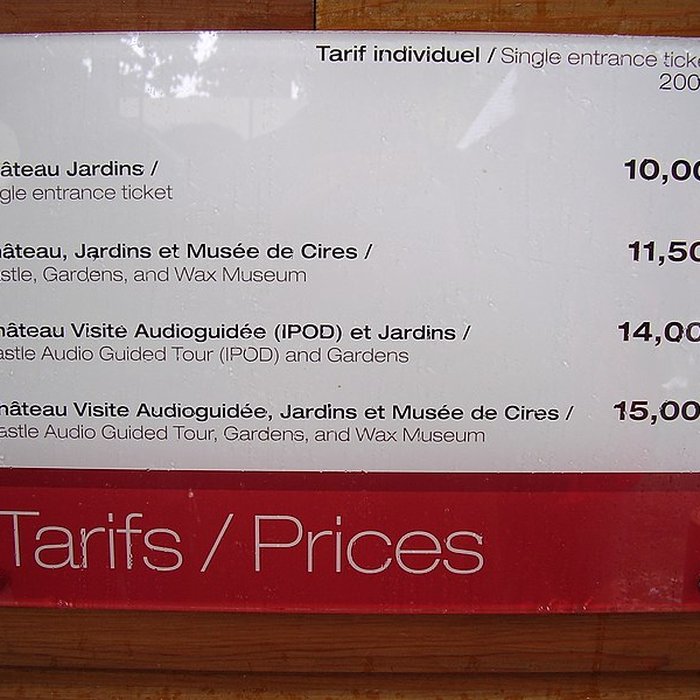 Tarif individuel / Single entrance ticke
200
âteau Jardins / 10,00
gle entrance ticket
hâteau, Jardins et Musée de Cires / 11,50
astle, Gardens, and Wax Museum
hâteau Visite Audioguidée (IPOD) et Jardins / 14,00
astle Audio Guided Tour (IPOD) and Gardens
hâteau Visite Audioguidée, Jardins et Musée de Cires / 15,00
astle Audio Guided Tour, Gardens, and Wax Museum
Tarifs / Prices